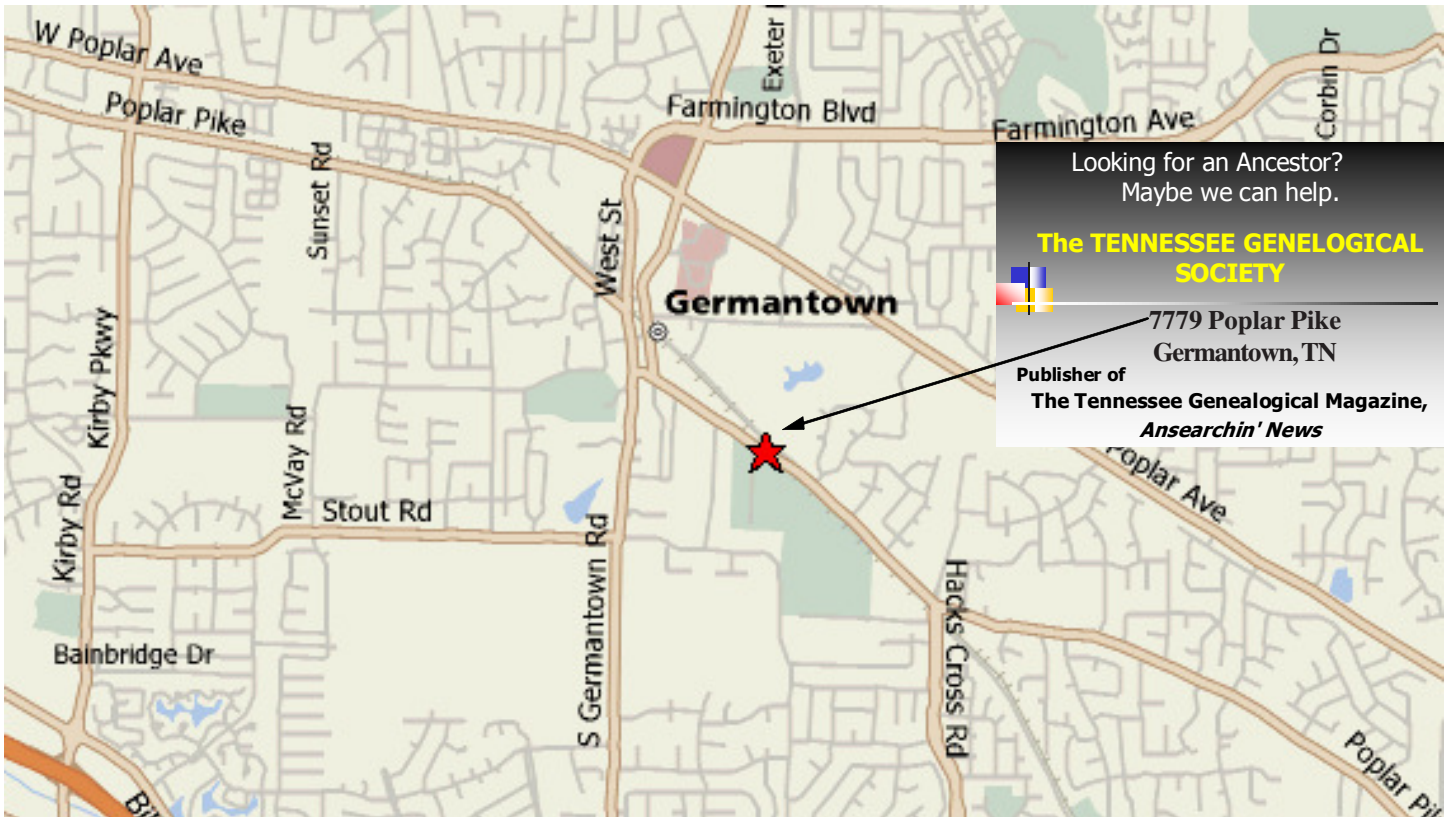 W Poplar Ave
Poplar Pike
Sunset Rd
West St
Exeter
Farmington Blvd
Farmington Ave
Corbin Dr
Looking for an Ancestor?
Maybe we can help.
The TENNESSEE GENELOGICAL
SOCIETY
7779 Poplar Pike
Germantown, TN
Publisher of
The Tennessee Genealogical Magazine,
Ansearchin' News
Germantown
Kirby Pkwy
McVay Rd
Stout Rd
Kirby Rd
Bainbridge Dr
S Germantown Rd
Hacks Cross Rd
Poplar Ave
Poplar Pik